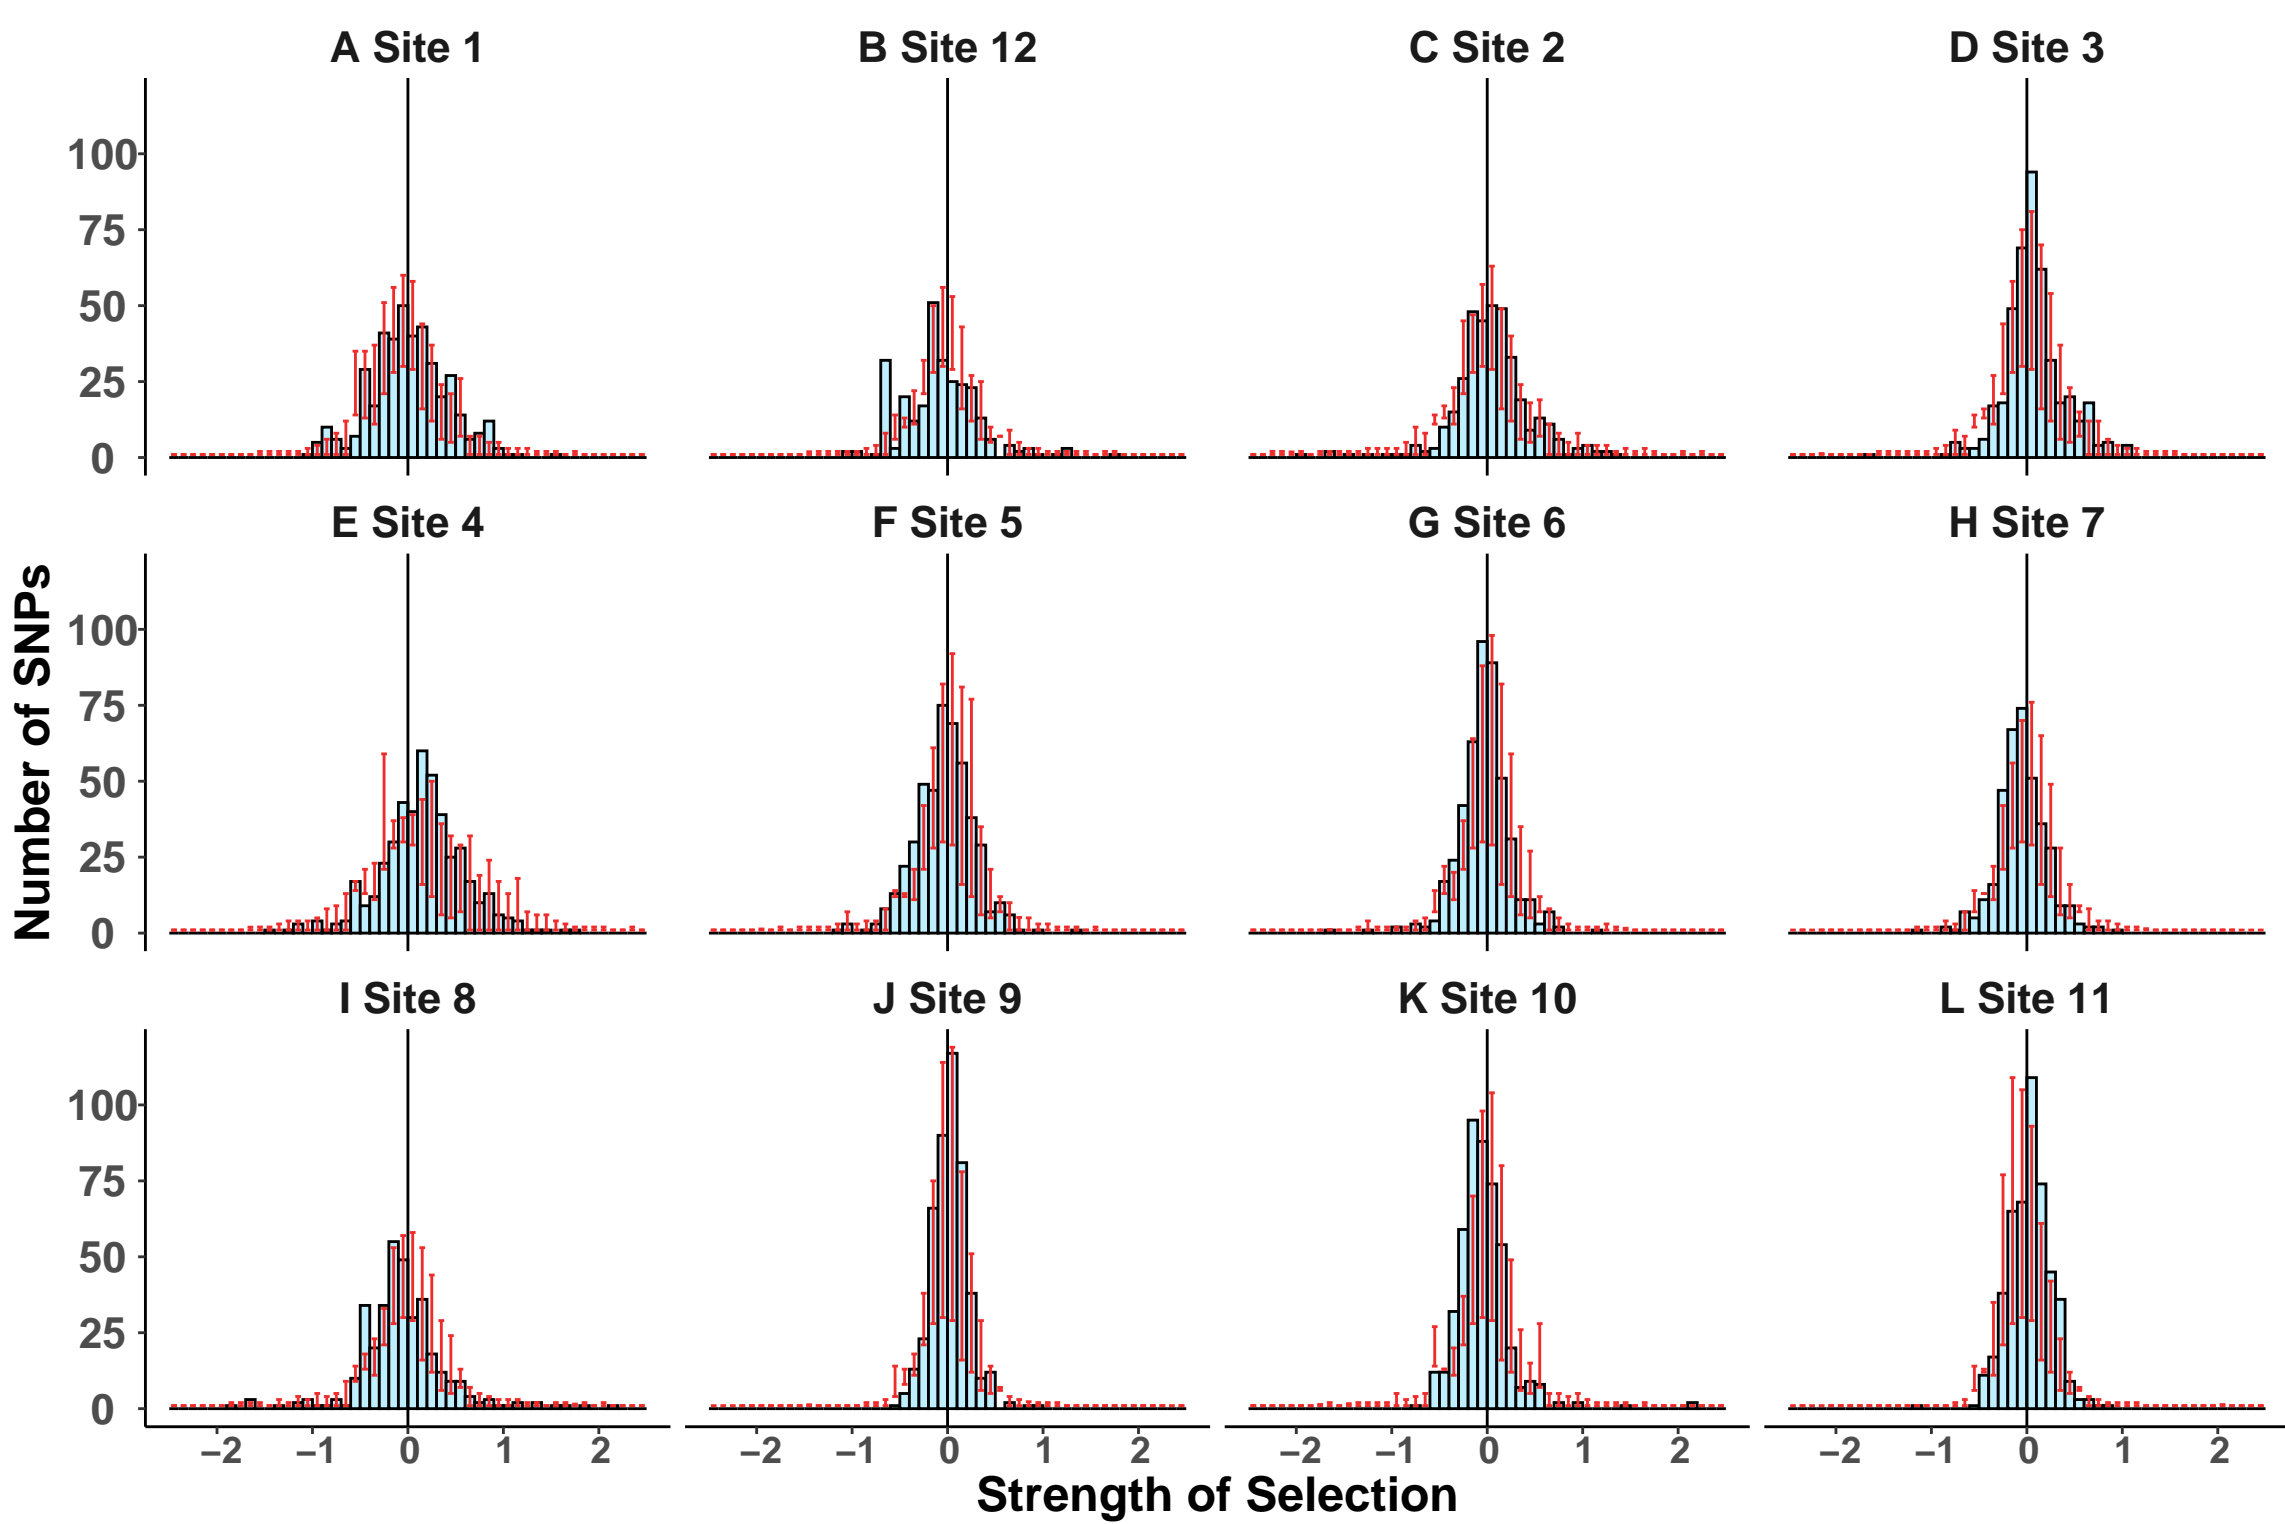 A Site 1
B Site 12
C Site 2
D Site 3
100
75
50
25
0
E Site 4
F Site 5
G Site 6
H Site 7
100
75
50
25
0
Number of SNPs
I Site 8
J Site 9
K Site 10
L Site 11
100
75
50
25
0
−2 −1 0 1 2
−2 −1 0 1 2
−2 −1 0 1 2
−2 −1 0 1 2
Strength of Selection